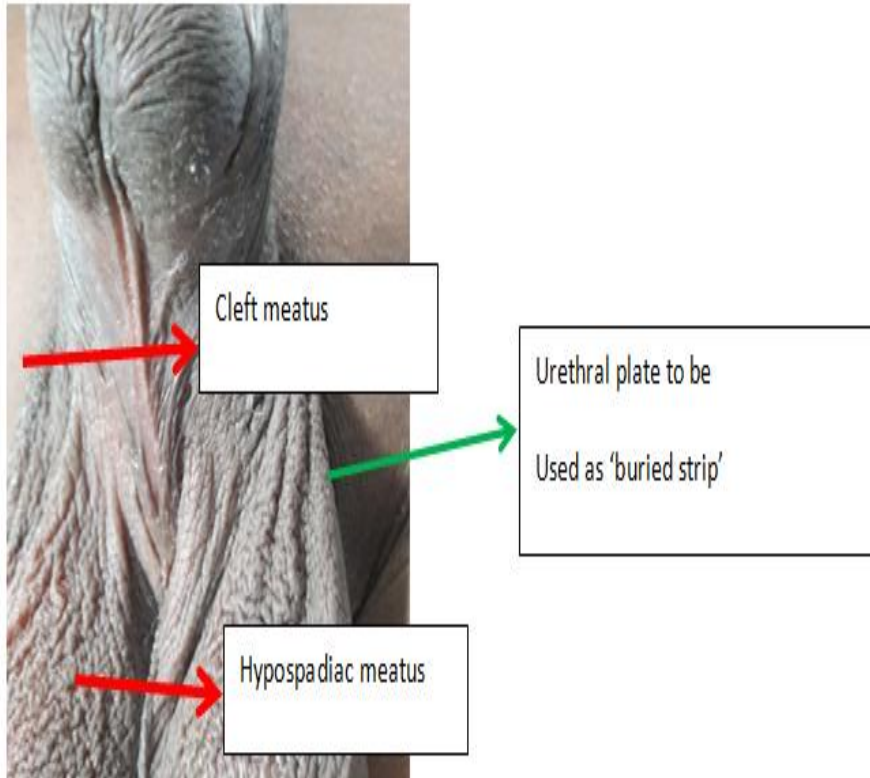 Cleft meatus
Urethral plate to be
Used as ‘buried strip’
Hypospadiac meatus